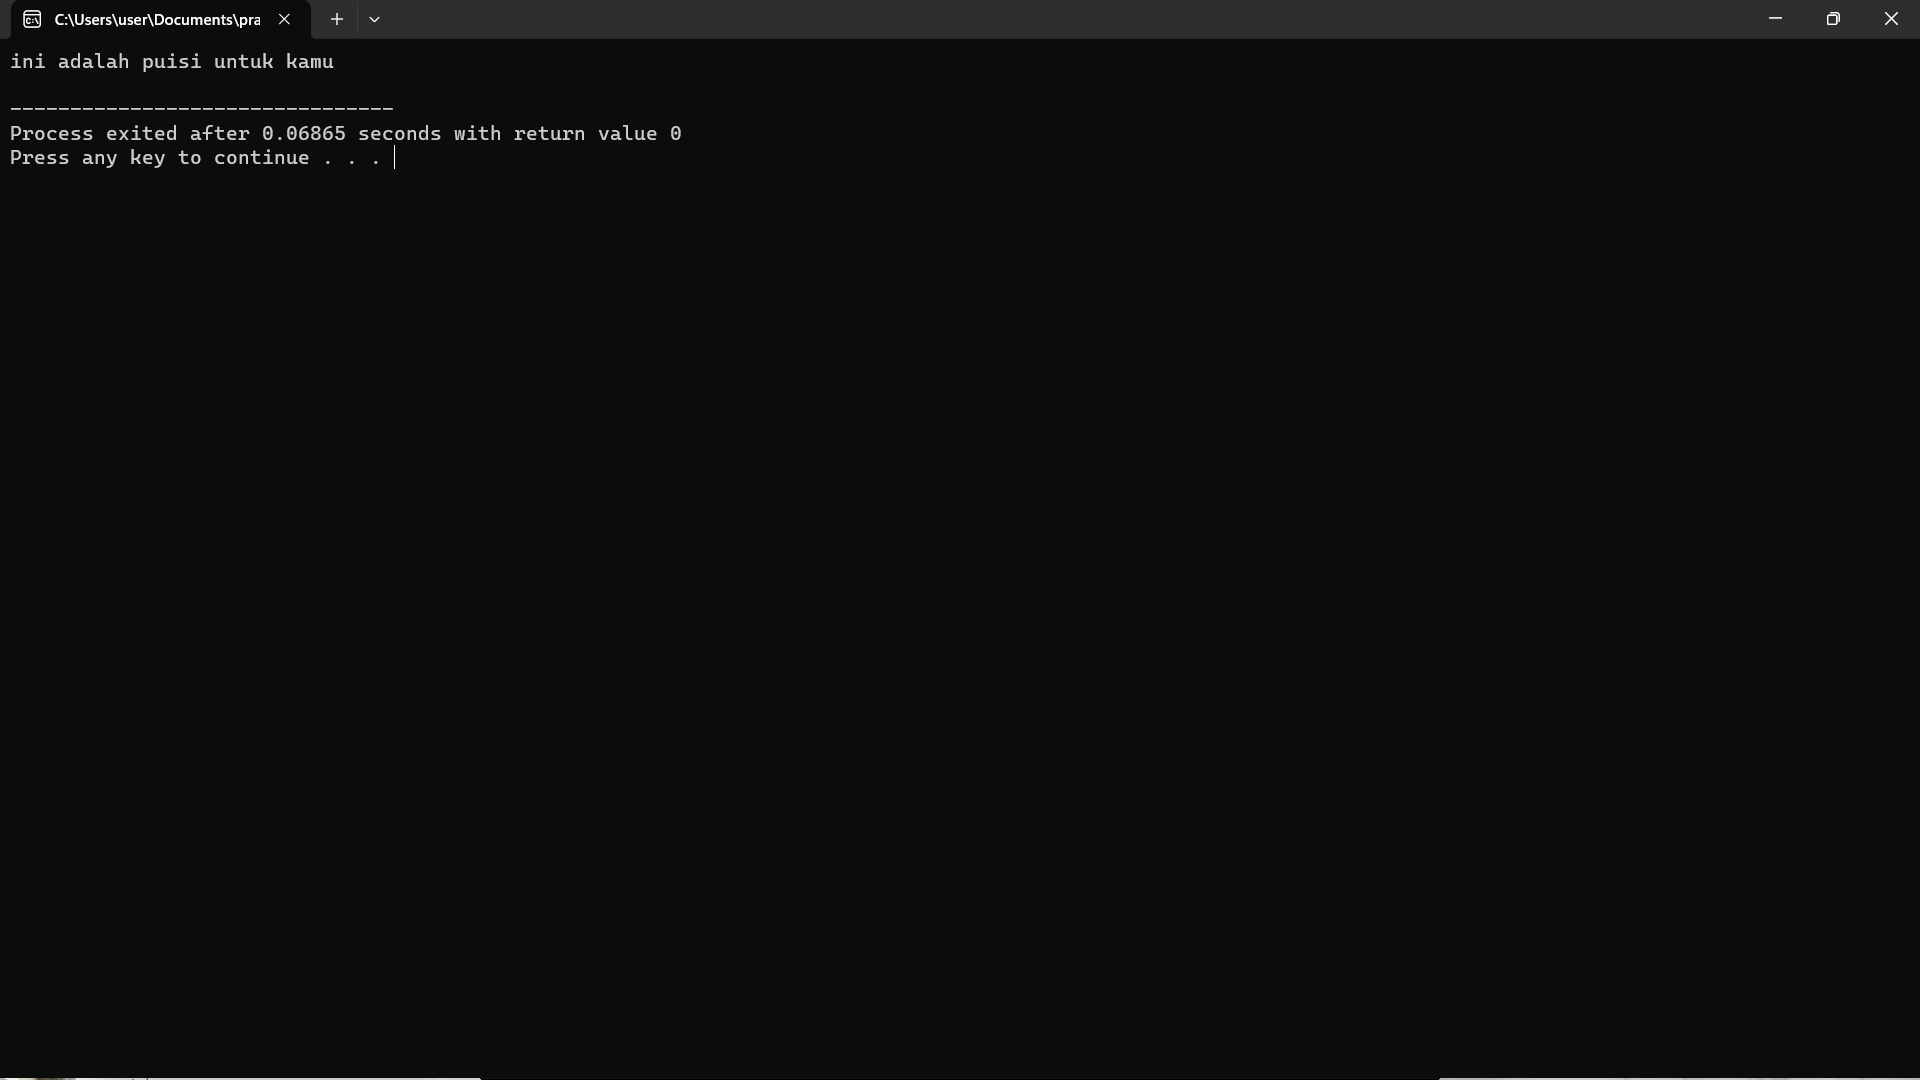 C:\Users\user\Documents\pra
ini adalah puisi untuk kamu
--------------------------------
Process exited after 0.06865 seconds with return value 0
Press any key to continue . . .